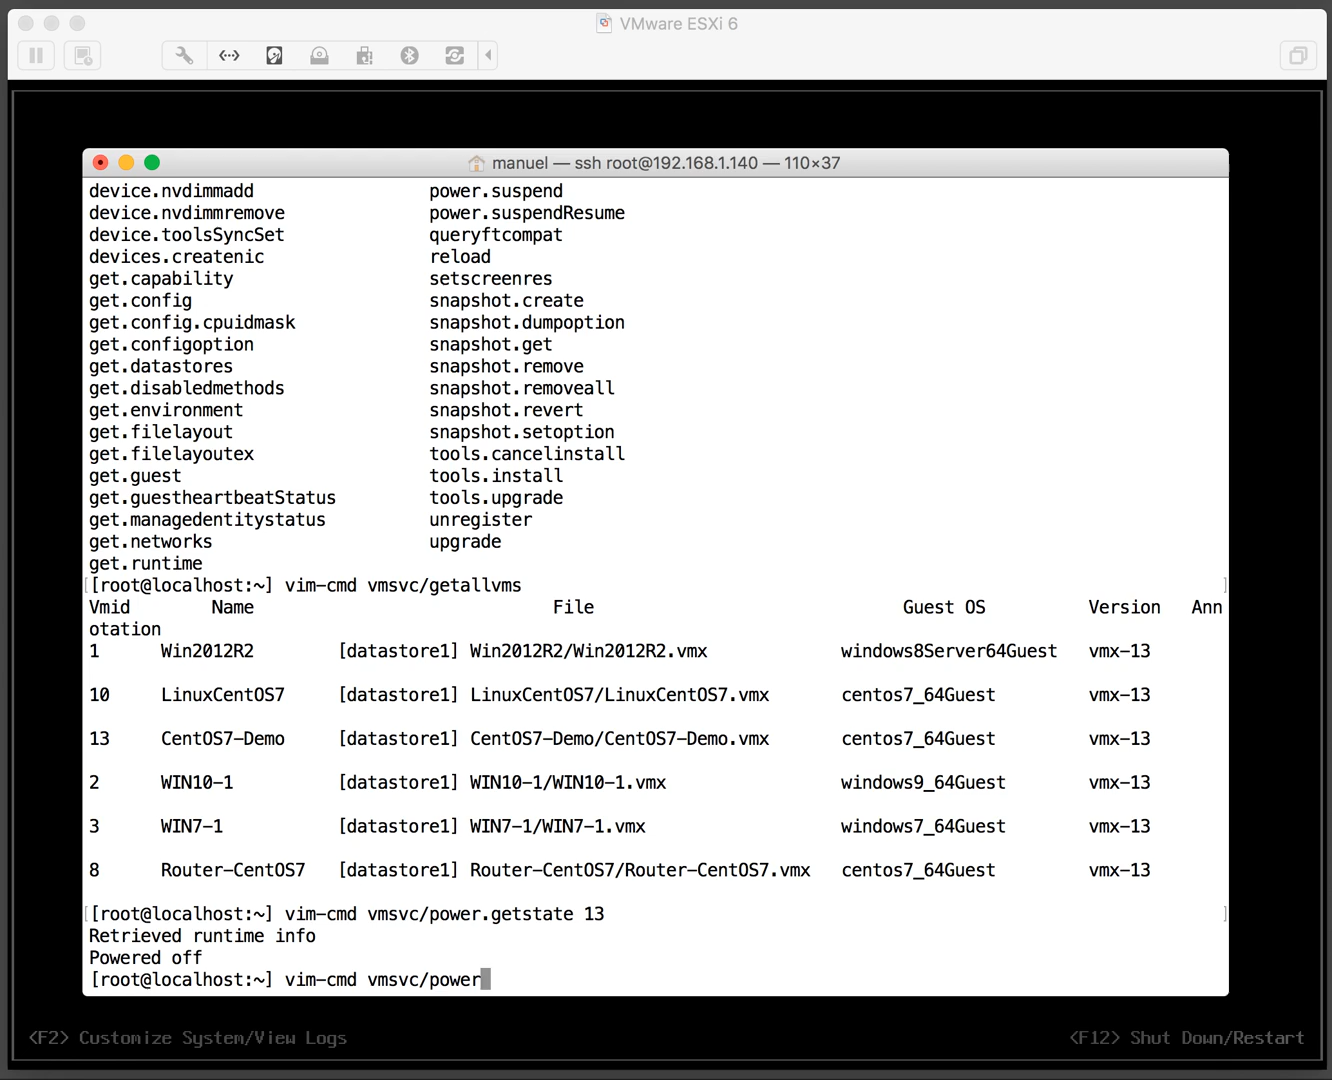 VMware ESXi 6
manuel — ssh root@192.168.1.140 — 110×37
device.nvdimmadd power.suspend
device.nvdimmremove power.suspendResume
device.toolsSyncSet queryftcompat
devices.createnic reload
get.capability setscreenres
get.config snapshot.create
get.config.cpuidmask snapshot.dumpoption
get.configoption snapshot.get
get.datastores snapshot.remove
get.disabledmethods snapshot.removeall
get.environment snapshot.revert
get.filelayout snapshot.setoption
get.filelayoutex tools.cancelinstall
get.guest tools.install
get.guestheartbeatStatus tools.upgrade
get.managedentitystatus unregister
get.networks upgrade
get.runtime
[[root@localhost:~] vim-cmd vmsvc/getallvms ]
Vmid Name File Guest OS Version Ann
otation
1 Win2012R2 [datastore1] Win2012R2/Win2012R2.vmx windows8Server64Guest vmx-13
10 LinuxCentOS7 [datastore1] LinuxCentOS7/LinuxCentOS7.vmx centos7_64Guest vmx-13
13 CentOS7-Demo [datastore1] CentOS7-Demo/CentOS7-Demo.vmx centos7_64Guest vmx-13
2 WIN10-1 [datastore1] WIN10-1/WIN10-1.vmx windows9_64Guest vmx-13
3 WIN7-1 [datastore1] WIN7-1/WIN7-1.vmx windows7_64Guest vmx-13
8 Router-CentOS7 [datastore1] Router-CentOS7/Router-CentOS7.vmx centos7_64Guest vmx-13
[[root@localhost:~] vim-cmd vmsvc/power.getstate 13 ]
Retrieved runtime info
Powered off
[root@localhost:~] vim-cmd vmsvc/power
<F2> Customize System/View Logs <F12> Shut Down/Restart